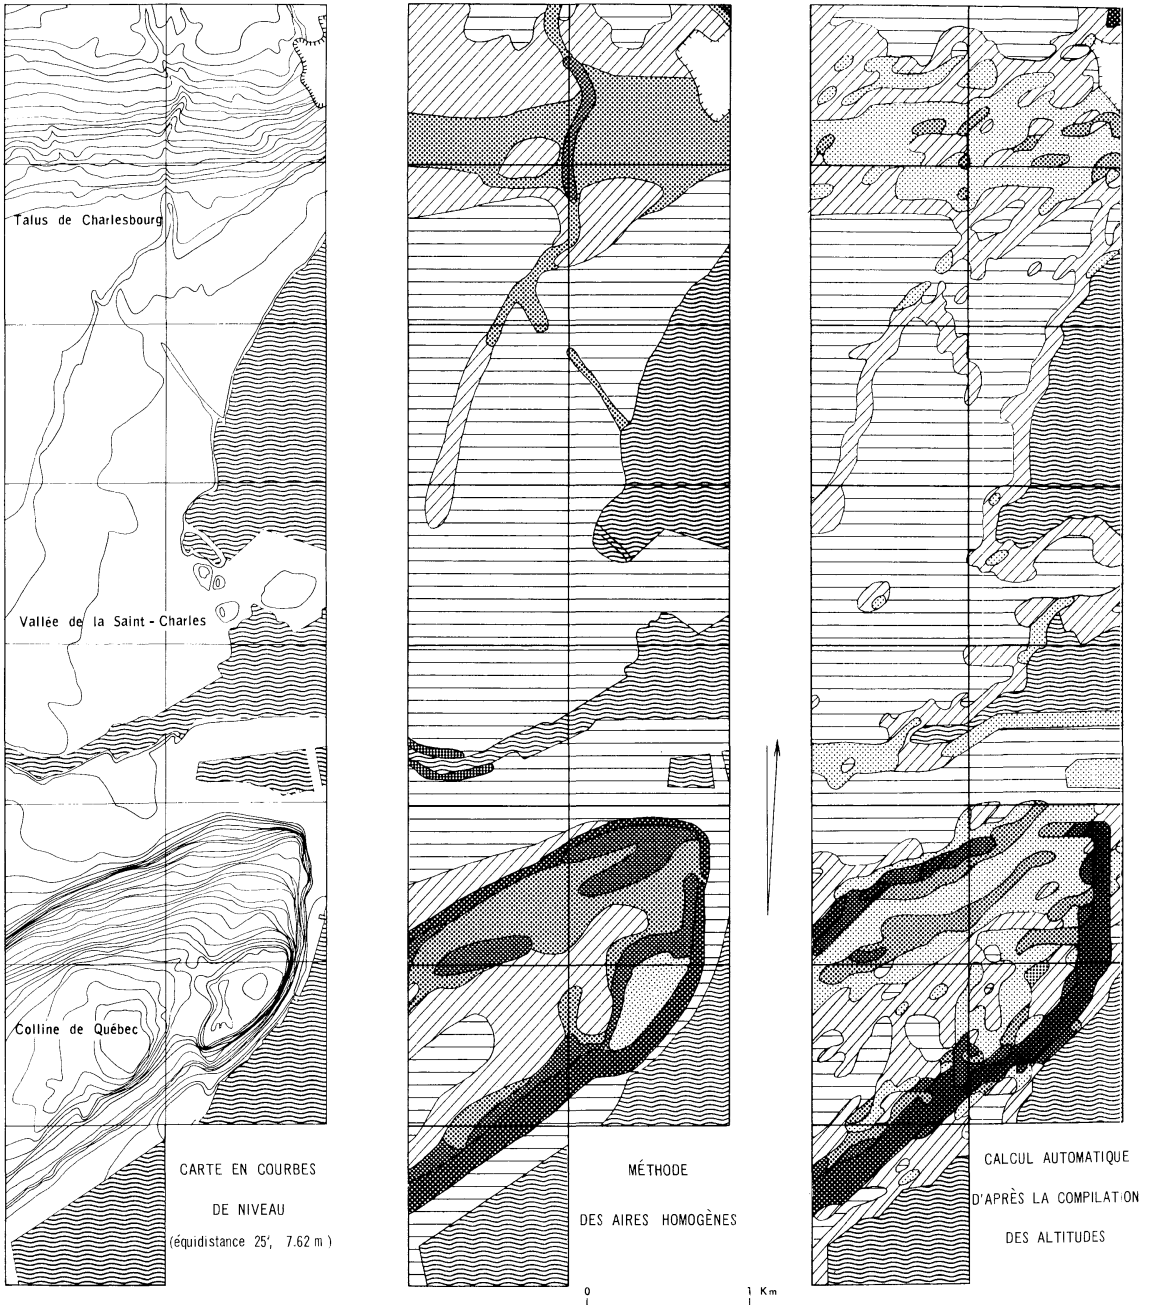 Talus de Charlesbourg
Vallée de la Saint-Charles
Colline de Québec
CARTE EN COURBES
DE NIVEAU
(équidistance 25', 7.62 m)
MÉTHODE
DES AIRES HOMOGÈNES
CALCUL AUTOMATIQUE
D'APRÈS LA COMPILATION
DES ALTITUDES
0 1 Km